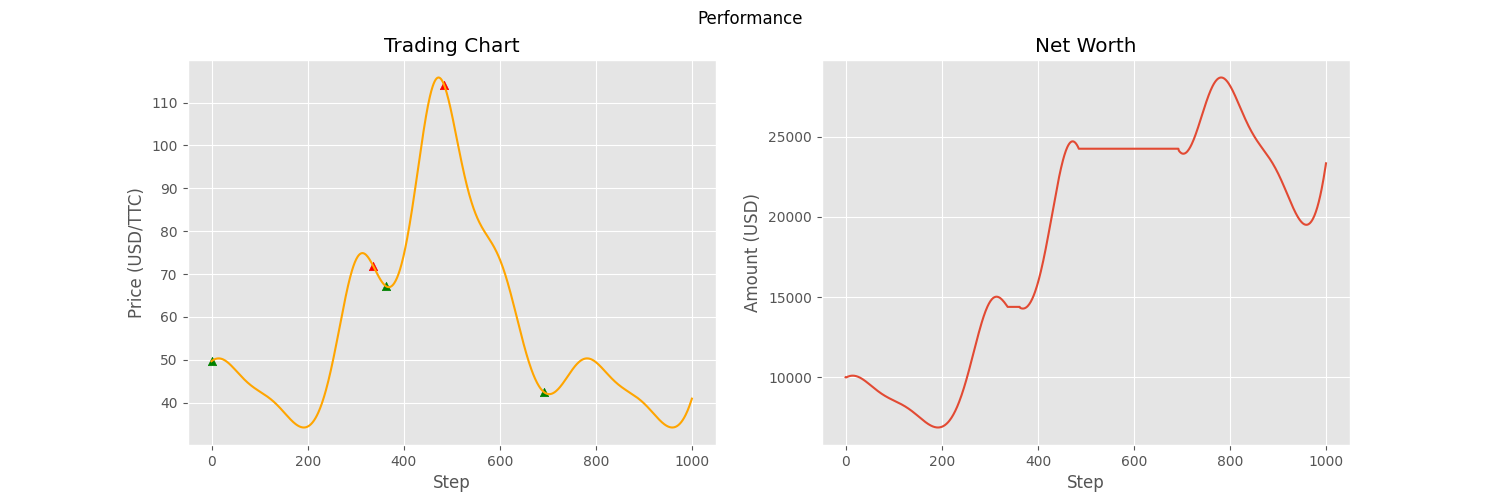 Performance
Trading Chart
Price (USD/TTC)
110
100
90
80
70
60
50
40
0 200 400 600 800 1000
Step
Net Worth
Amount (USD)
25000
20000
15000
10000
0 200 400 600 800 1000
Step